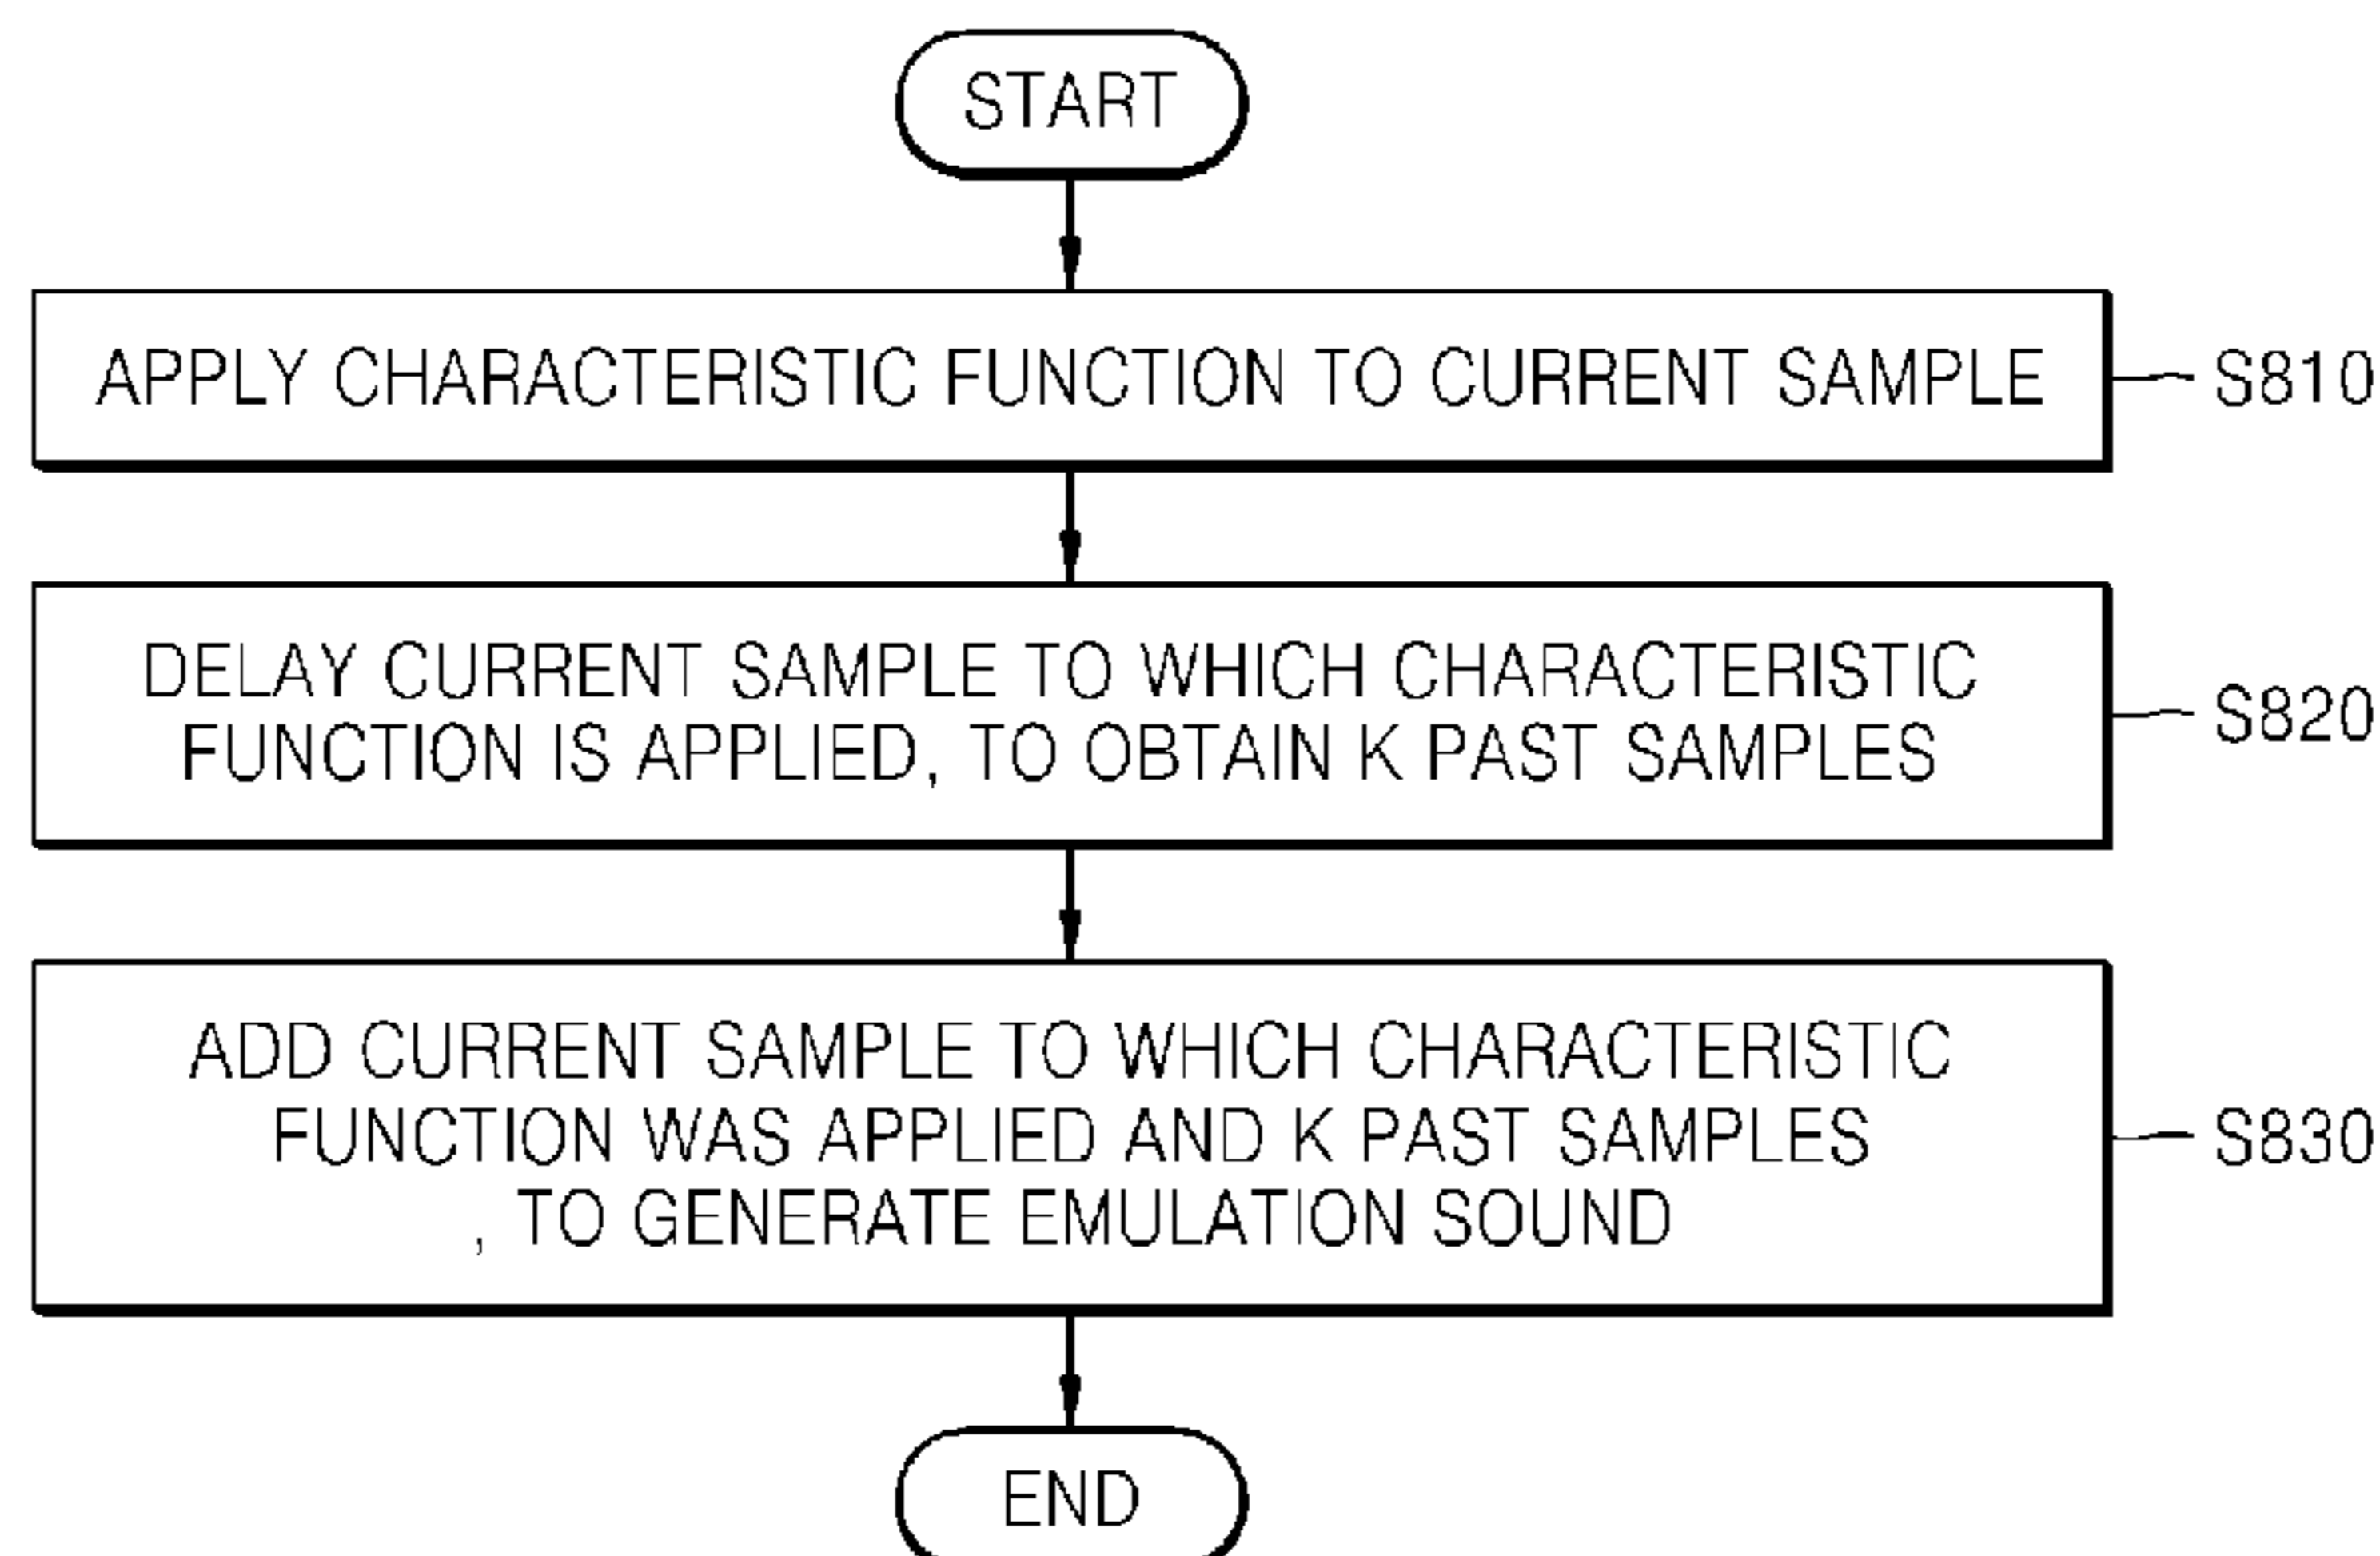 START
APPLY CHARACTERISTIC FUNCTION TO CURRENT SAMPLE
S810
DELAY CURRENT SAMPLE TO WHICH CHARACTERISTIC
FUNCTION IS APPLIED, TO OBTAIN K PAST SAMPLES
S820
ADD CURRENT SAMPLE TO WHICH CHARACTERISTIC
FUNCTION WAS APPLIED AND K PAST SAMPLES
, TO GENERATE EMULATION SOUND
S830
END